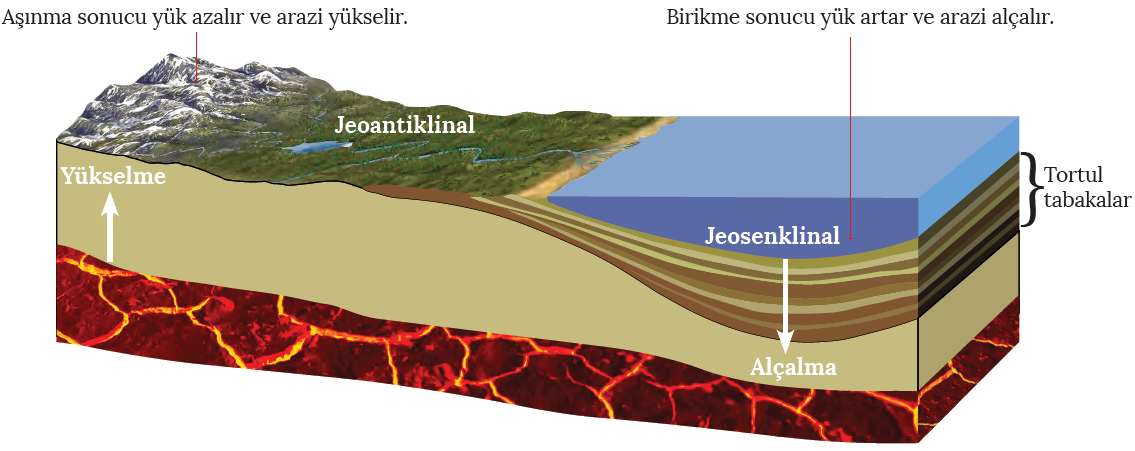 Aşınma sonucu yük azalır ve arazi yükselir.
Birikme sonucu yük artar ve arazi alçalır.
Jeoantiklinal
Yükselme
Tortul
tabakalar
Jeosenklinal
Alçalma